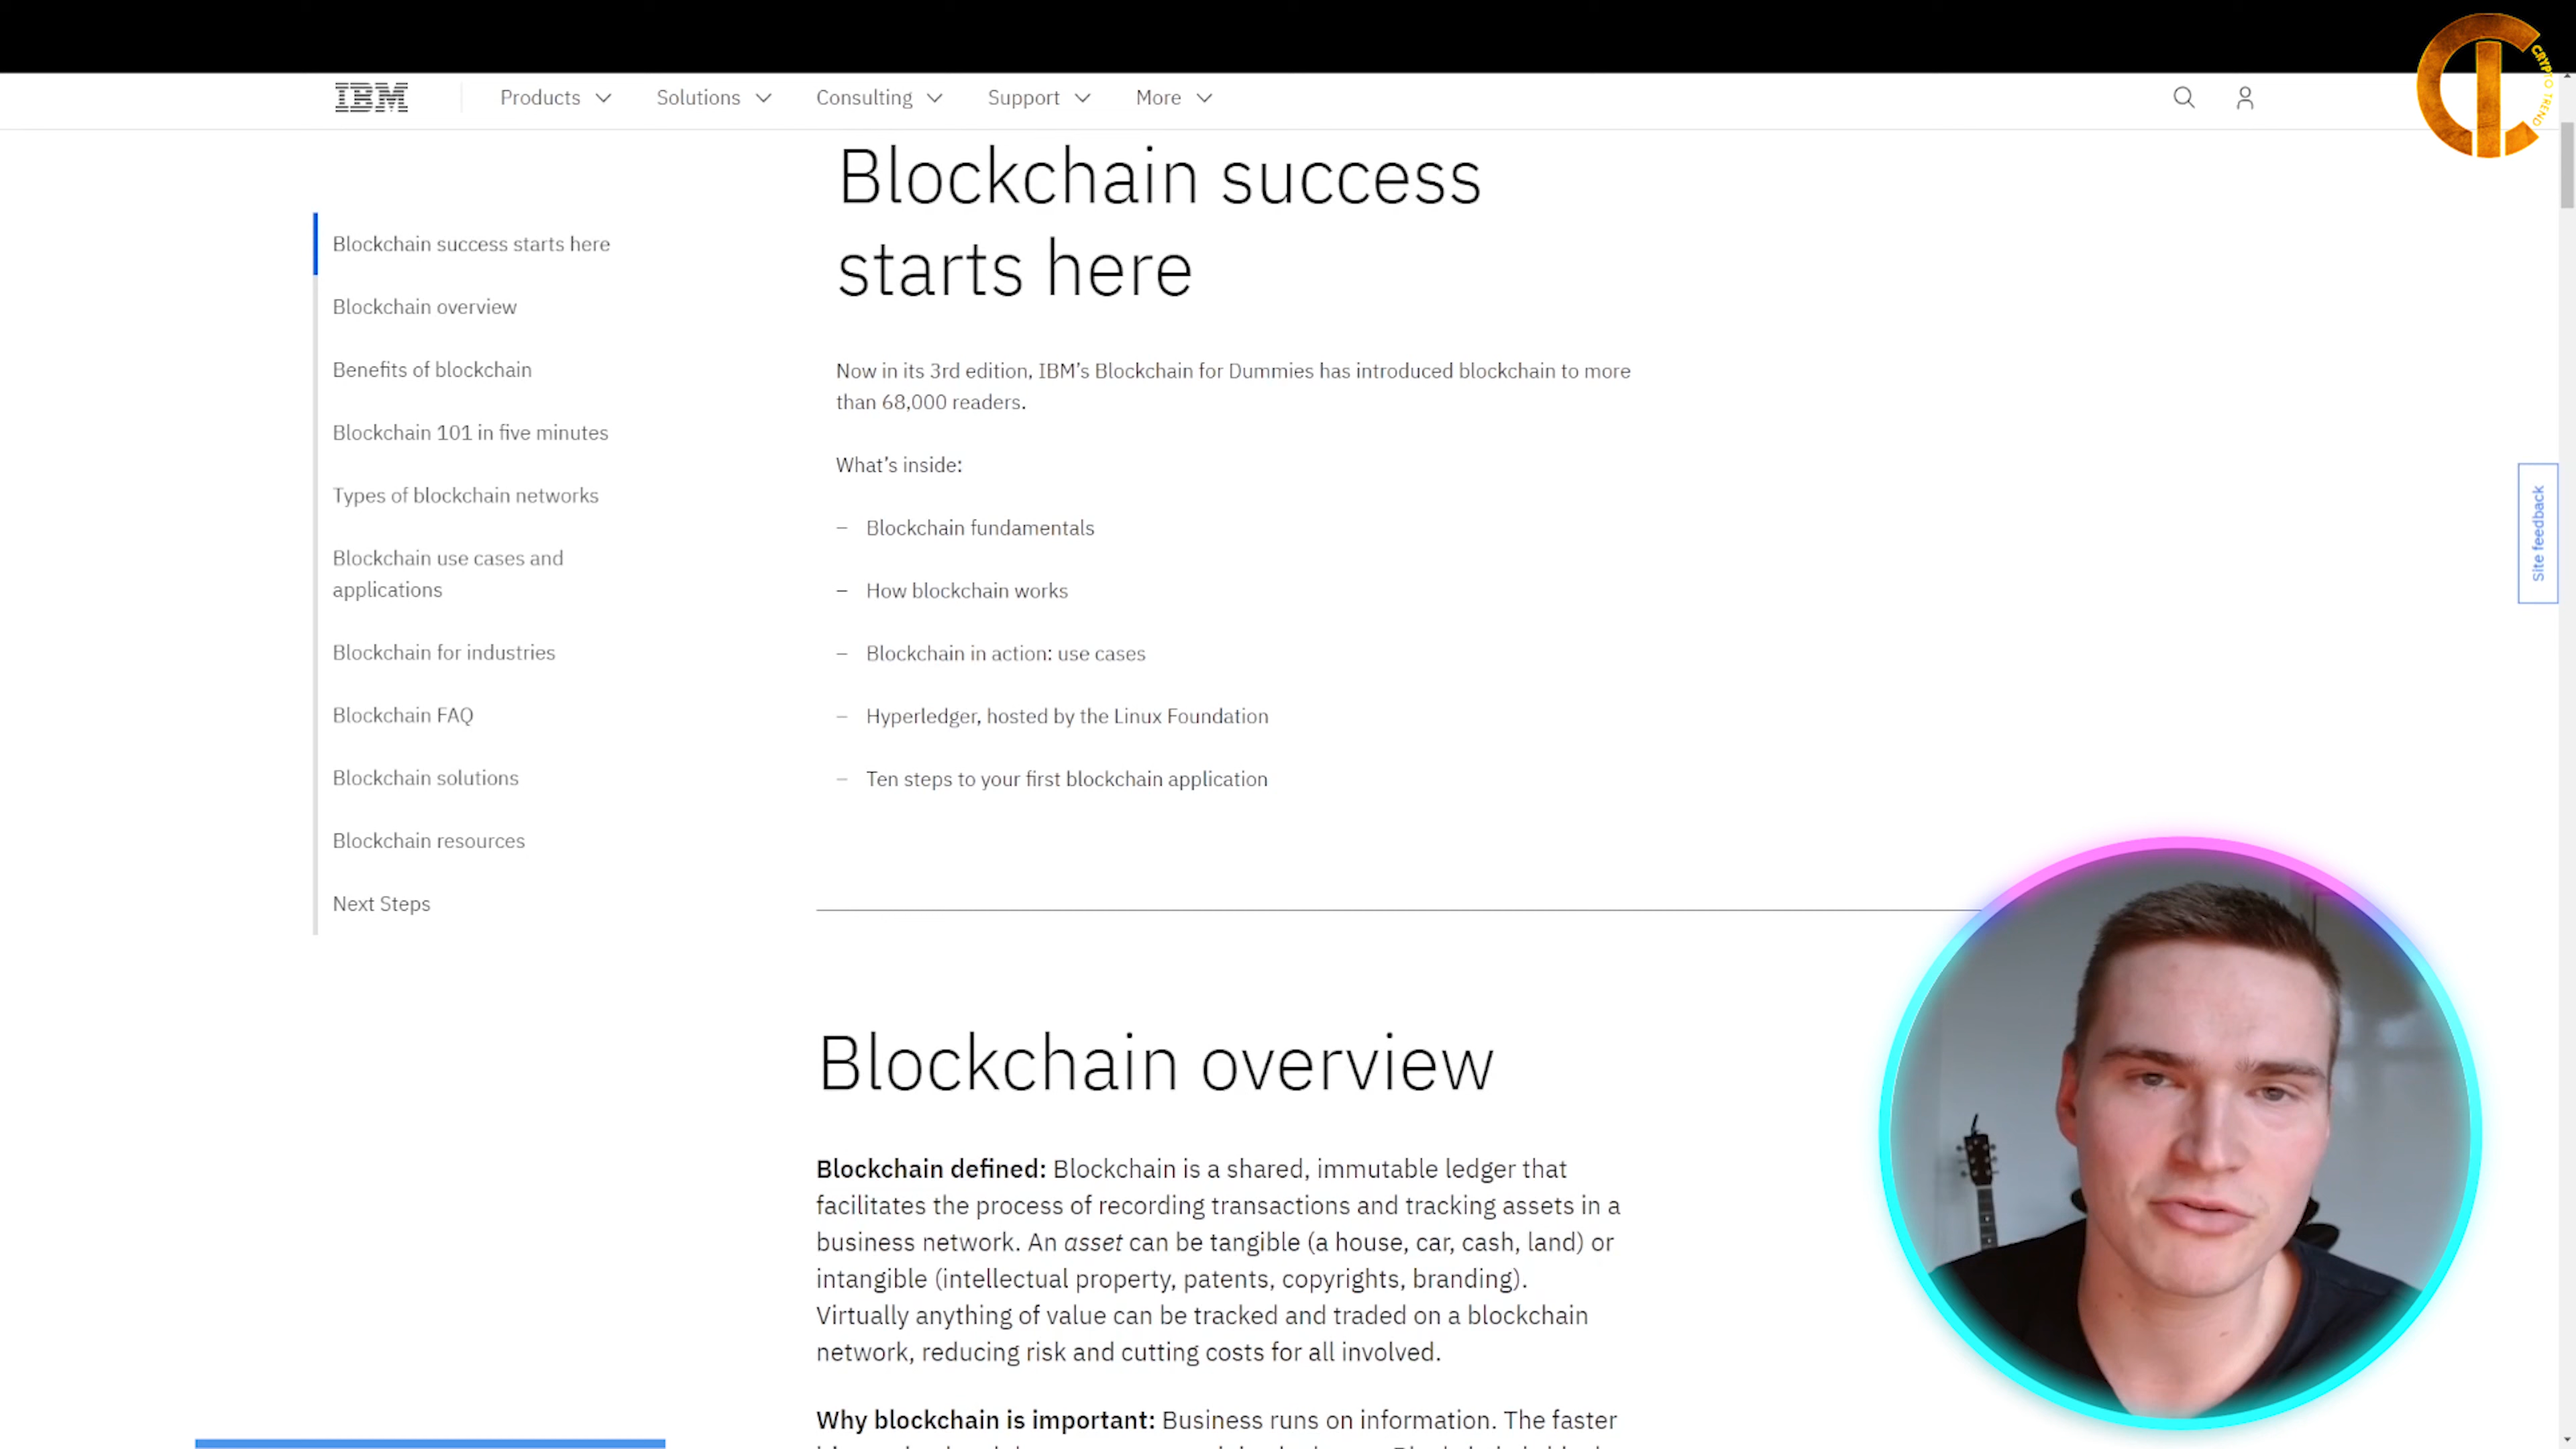 IBM
Products
Solutions
Consulting
Support
More
CRYPTO TREND
Blockchain success starts here
Blockchain overview
Benefits of blockchain
Blockchain 101 in five minutes
Types of blockchain networks
Blockchain use cases and
applications
Blockchain for industries
Blockchain FAQ
Blockchain solutions
Blockchain resources
Next Steps
Blockchain success
starts here
Now in its 3rd edition, IBM’s Blockchain for Dummies has introduced blockchain to more
than 68,000 readers.
What’s inside:
– Blockchain fundamentals
– How blockchain works
– Blockchain in action: use cases
– Hyperledger, hosted by the Linux Foundation
– Ten steps to your first blockchain application
Site feedback
Blockchain overview
Blockchain defined: Blockchain is a shared, immutable ledger that
facilitates the process of recording transactions and tracking assets in a
business network. An asset can be tangible (a house, car, cash, land) or
intangible (intellectual property, patents, copyrights, branding).
Virtually anything of value can be tracked and traded on a blockchain
network, reducing risk and cutting costs for all involved.
Why blockchain is important: Business runs on information. The faster